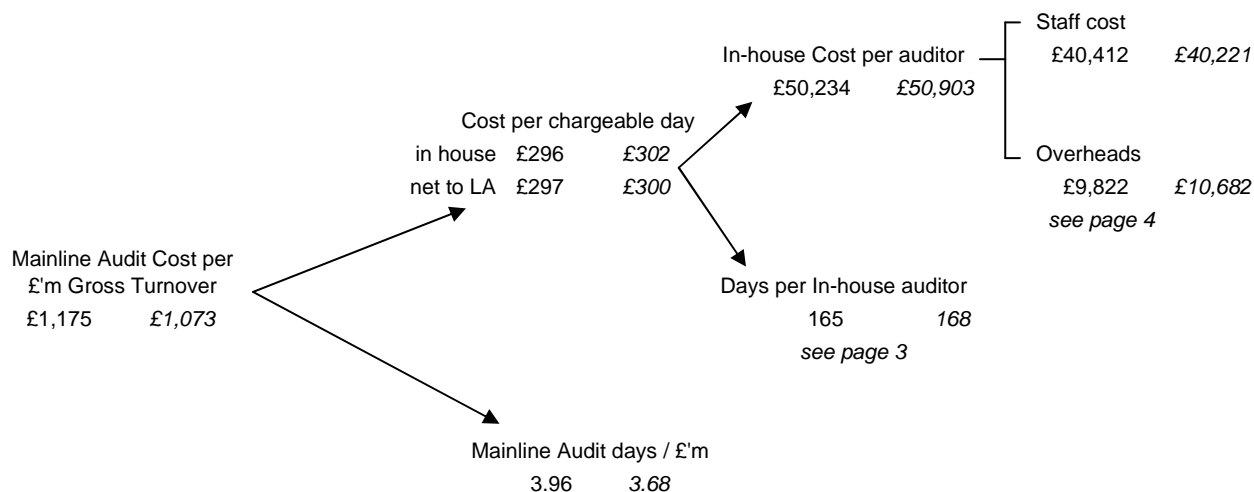 Staff cost
£40,412 £40,221
In-house Cost per auditor
£50,234 £50,903
Cost per chargeable day
in house £296 £302
net to LA £297 £300
Overheads
£9,822 £10,682
see page 4
Mainline Audit Cost per
£'m Gross Turnover
£1,175 £1,073
Days per In-house auditor
165 168
see page 3
Mainline Audit days / £'m
3.96 3.68